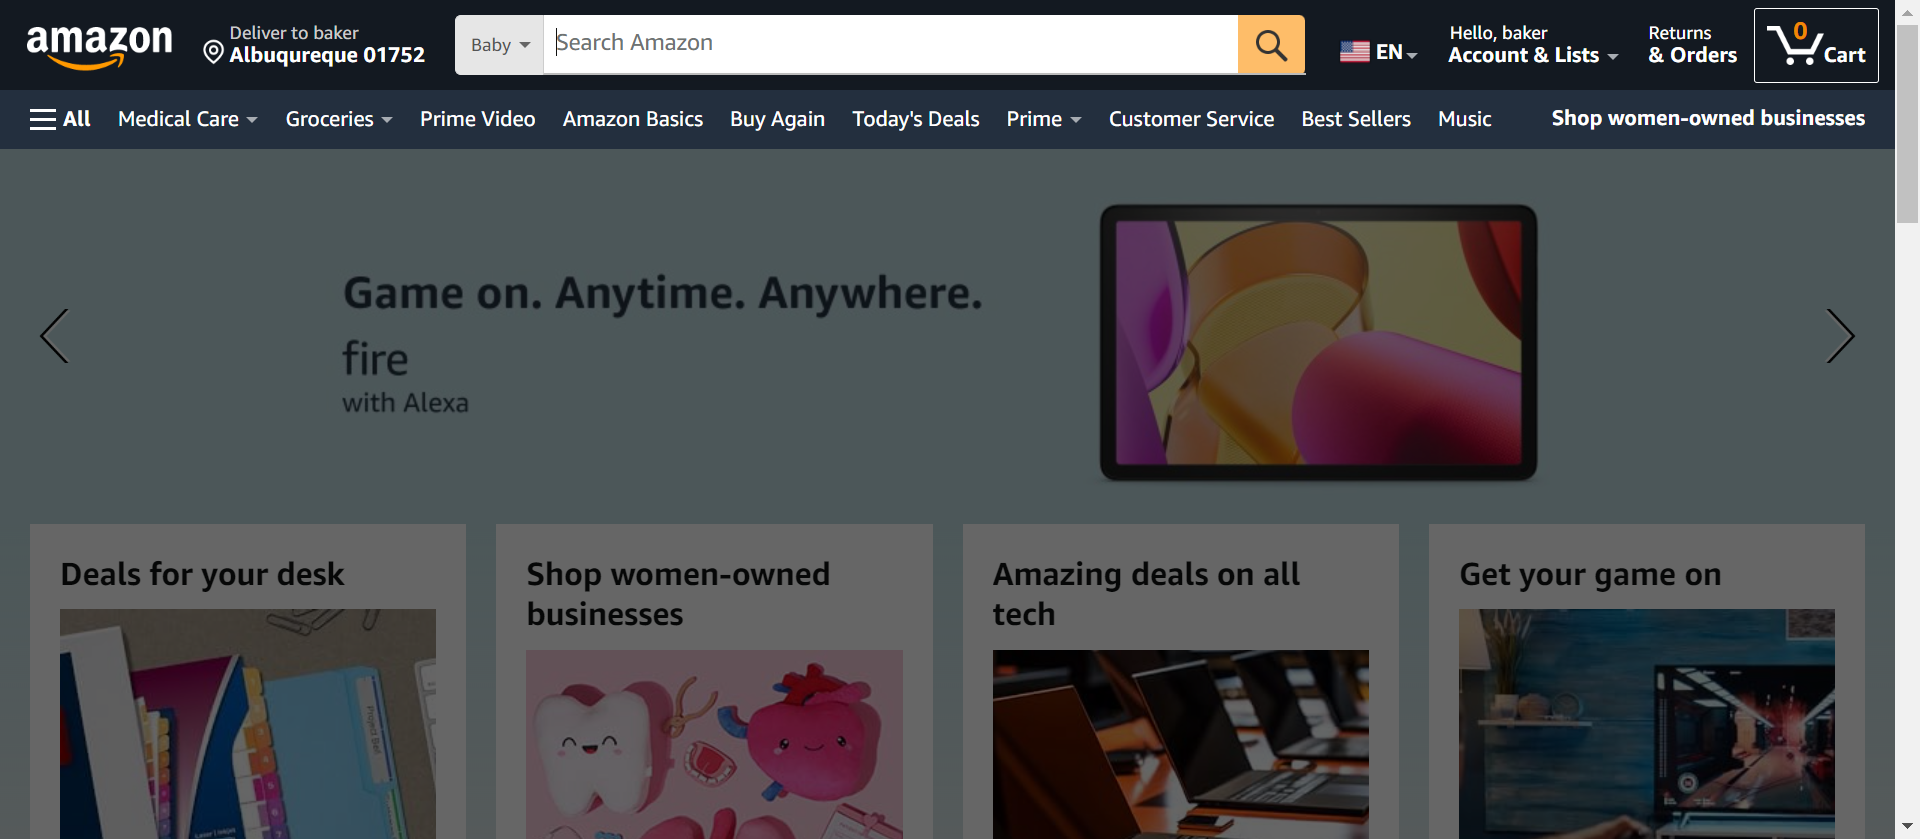 amazon
Deliver to baker
Albuqureque 01752
Baby
Search Amazon
EN
Hello, baker
Account & Lists
Returns
& Orders
0
Cart
All
Medical Care
Groceries
Prime Video
Amazon Basics
Buy Again
Today's Deals
Prime
Customer Service
Best Sellers
Music
Shop women-owned businesses
Game on. Anytime. Anywhere.
fire
with Alexa
Deals for your desk
Shop women-owned
businesses
Amazing deals on all
tech
Get your game on
Project Bell